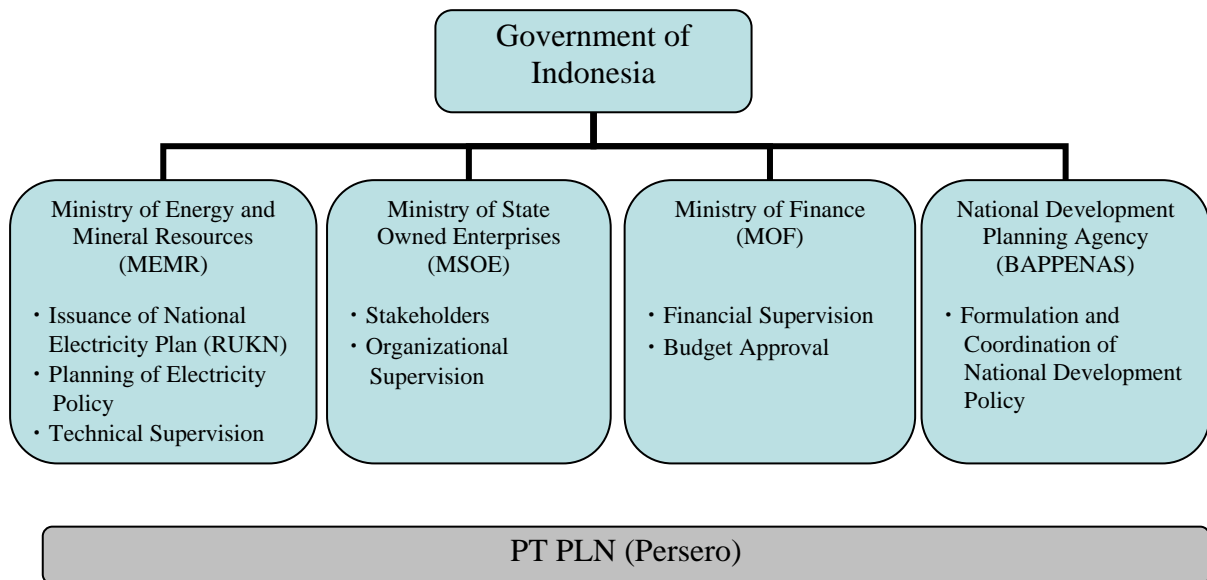 Government of
Indonesia
Ministry of Energy and
Mineral Resources
(MEMR)
・Issuance of National
Electricity Plan (RUKN)
・Planning of Electricity
Policy
・Technical Supervision
Ministry of State
Owned Enterprises
(MSOE)
・Stakeholders
・Organizational
Supervision
Ministry of Finance
(MOF)
・Financial Supervision
・Budget Approval
National Development
Planning Agency
(BAPPENAS)
・Formulation and
Coordination of
National Development
Policy
PT PLN (Persero)